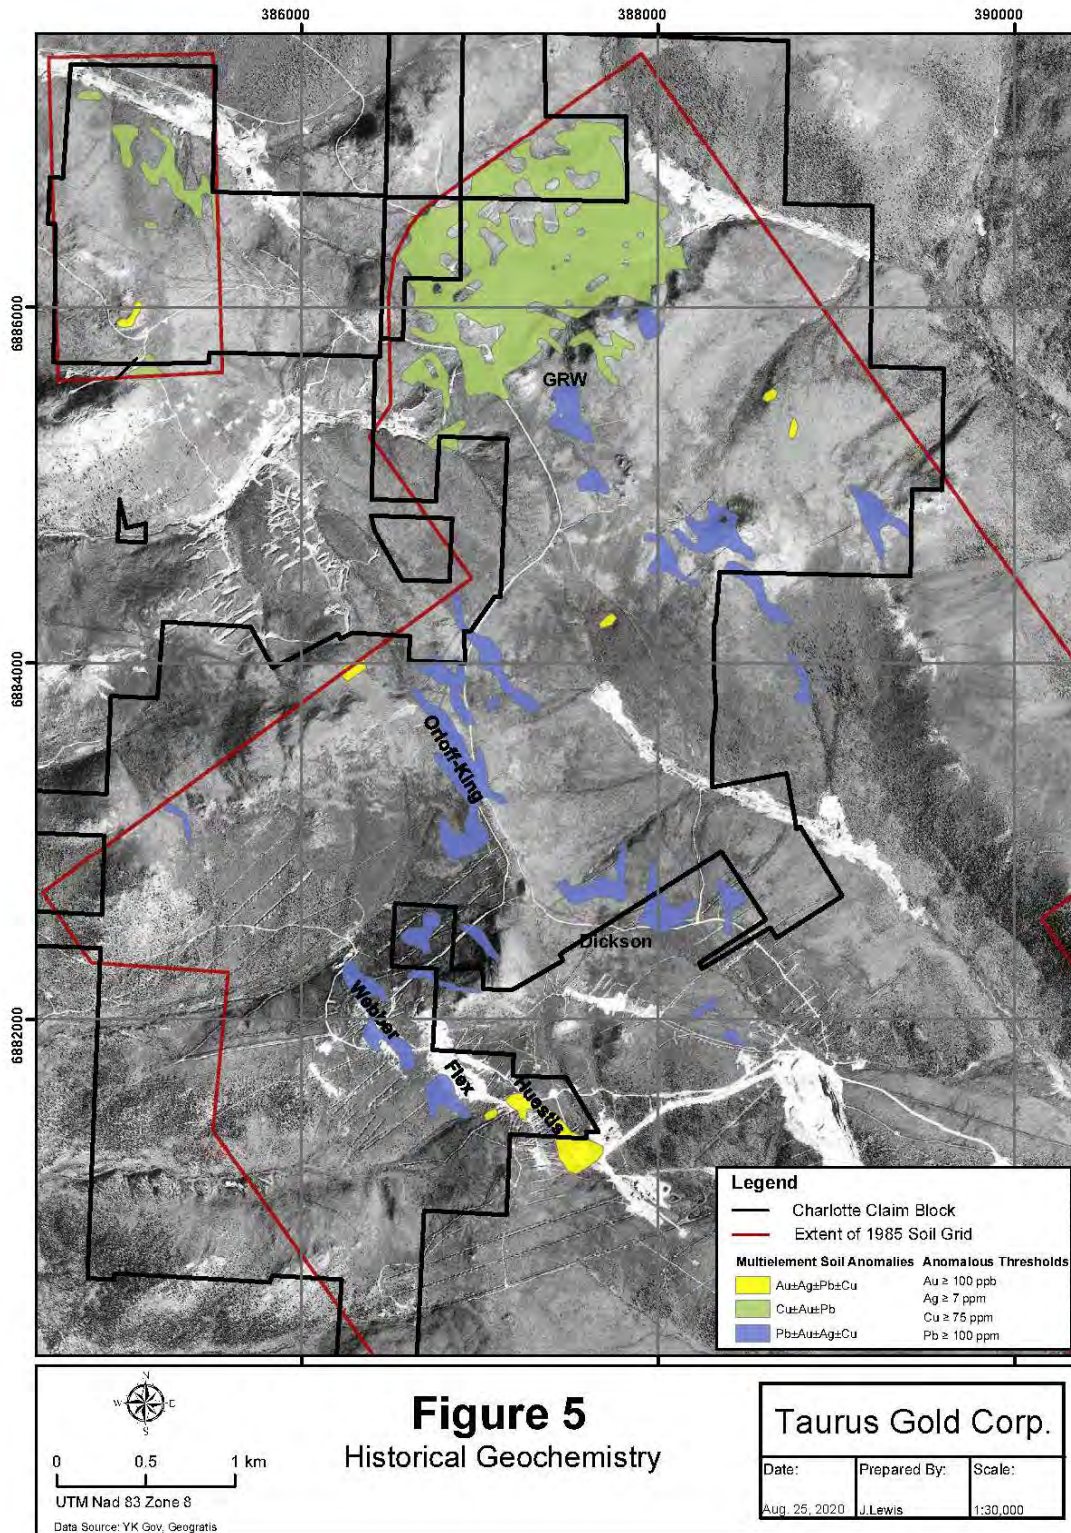 386000
388000
390000
6886000
GRW
6884000
Orloff-King
Dickson
6882000
Webber
Flex
Huestis
Legend
Charlotte Claim Block
Extent of 1985 Soil Grid
Multielement Soil Anomalies Anomalous Thresholds
Au±Ag±Pb±Cu
Cu±Au±Pb
Pb±Au±Ag±Cu
Au ≥ 100 ppb
Ag ≥ 7 ppm
Cu ≥ 75 ppm
Pb ≥ 100 ppm
N
W E
S
0 0.5 1 km
UTM Nad 83 Zone 8
Data Source: YK Gov, Geogratis
Figure 5
Historical Geochemistry
Taurus Gold Corp.
Date: Prepared By: Scale:
Aug. 25, 2020 J.Lewis 1:30,000